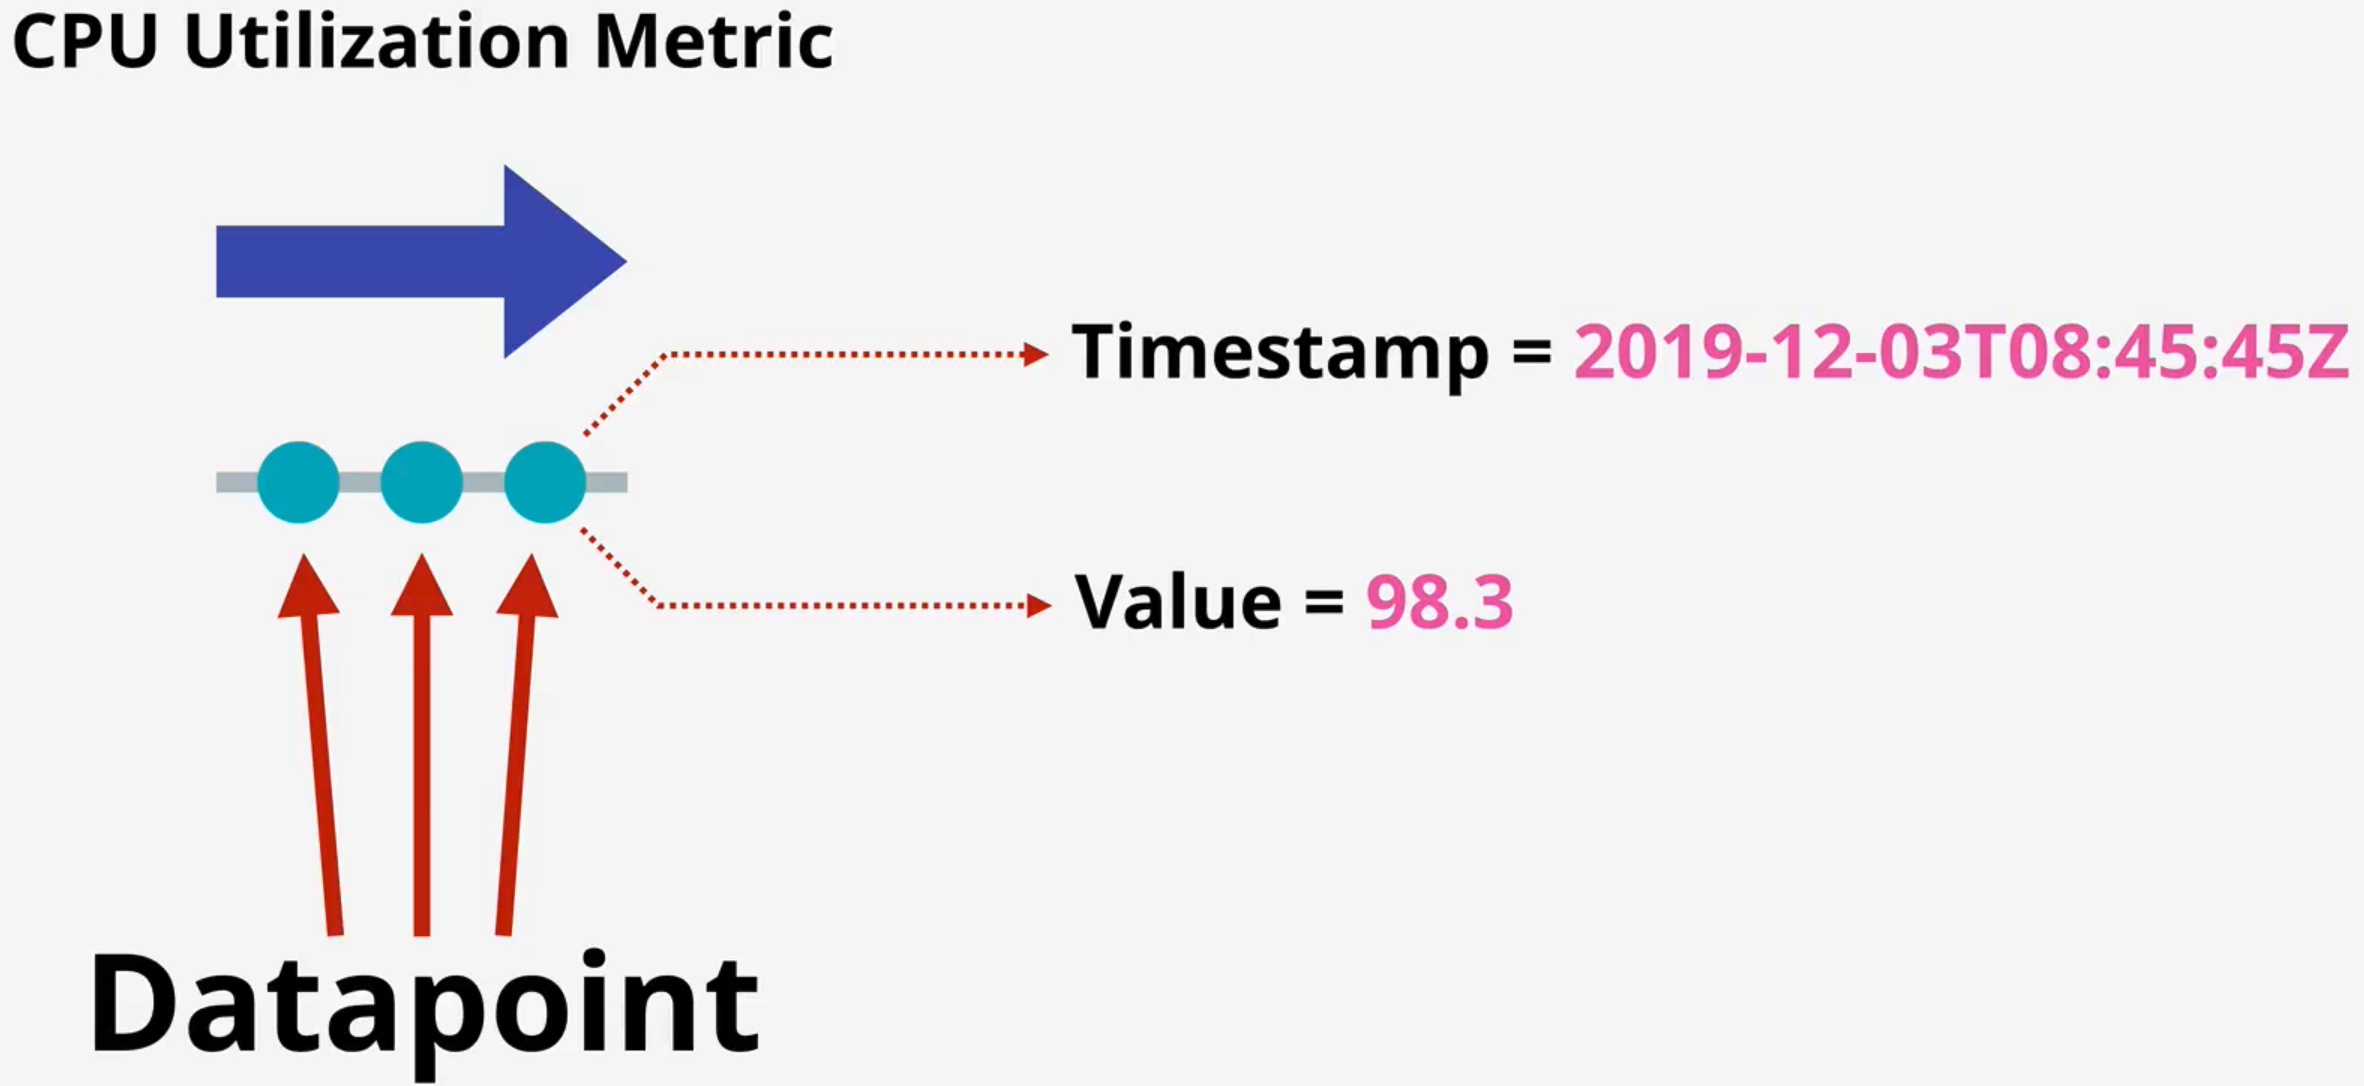 CPU Utilization Metric
Timestamp = 2019-12-03T08:45:45Z
Value = 98.3
Datapoint